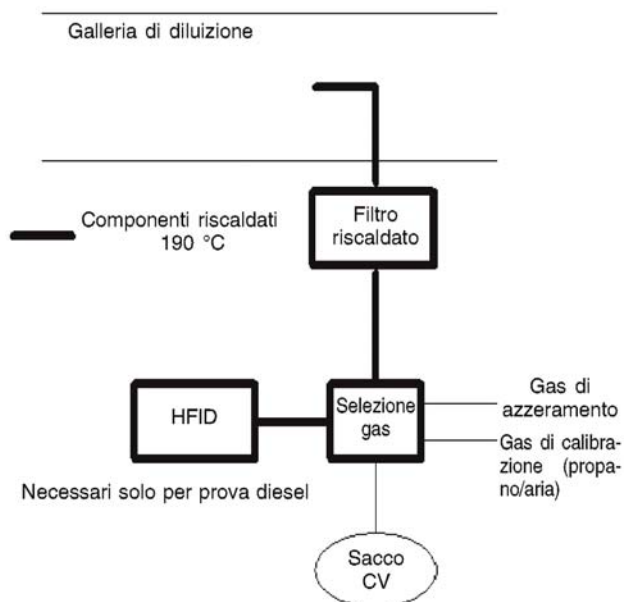 Galleria di diluizione
Componenti riscaldati
190 °C
Filtro
riscaldato
HFID
Selezione
gas
Gas di
azzeramento
Gas di calibra-
zione (propa-
no/aria)
Necessari solo per prova diesel
Sacco
CV